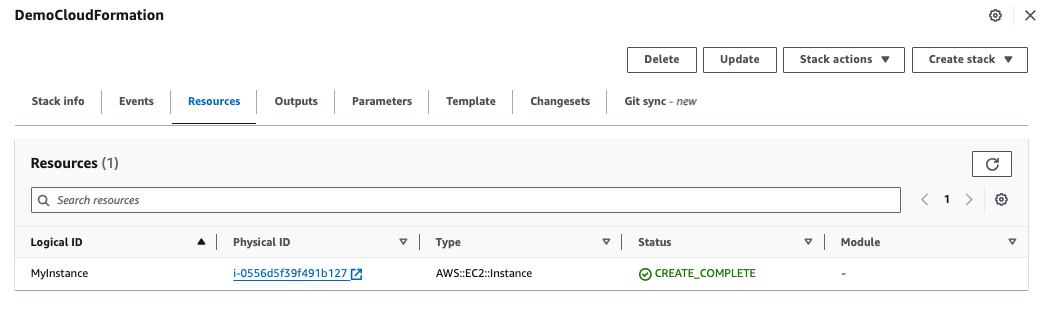 DemoCloudFormation
Delete Update Stack actions Create stack
Stack info Events Resources Outputs Parameters Template Changesets Git sync - new
Resources (1)
Search resources
1
Logical ID Physical ID Type Status Module
MyInstance i-0556d5f39f491b127 AWS::EC2::Instance CREATE_COMPLETE -